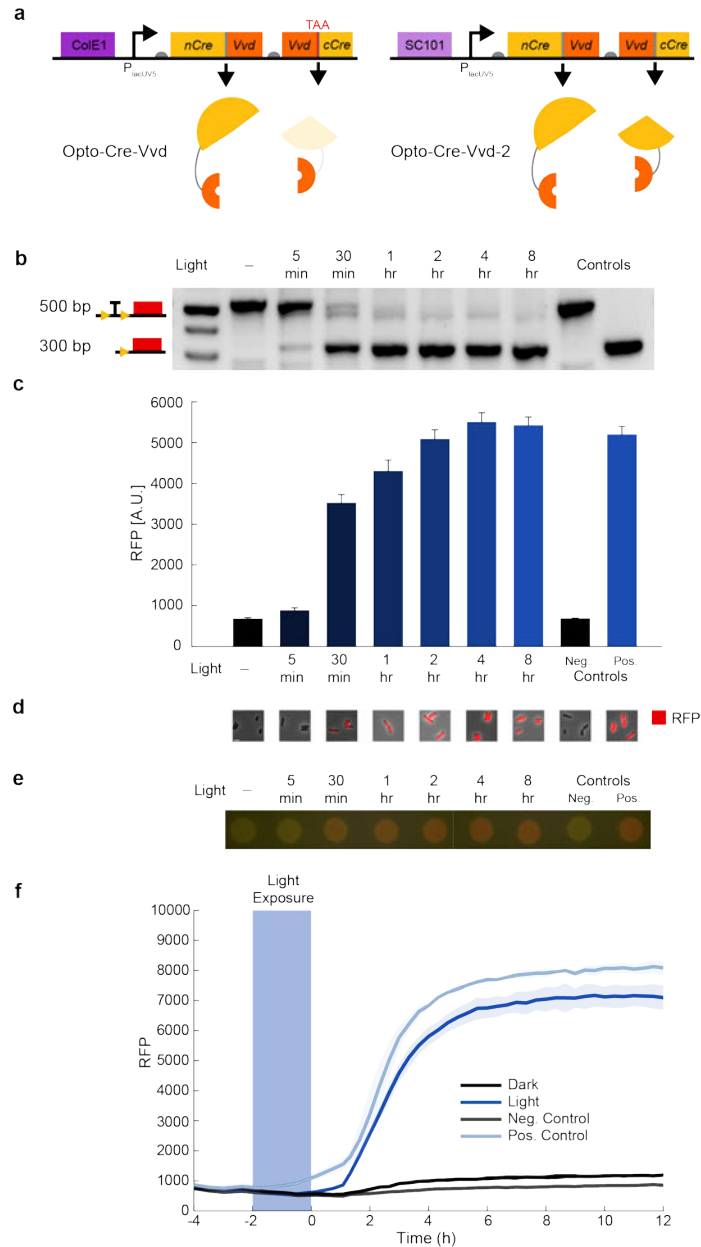 a
TAA
ColE1 nCre Vvd Vvd cCre SC101 nCre Vvd Vvd cCre
PlacUV5 PlacUV5
Opto-Cre-Vvd Opto-Cre-Vvd-2
b
Light – 5 min 30 min 1 hr 2 hr 4 hr 8 hr Controls
500 bp
300 bp
c
6000
5000
4000
3000
2000
1000
0
RFP [A.U.]
Light – 5 min 30 min 1 hr 2 hr 4 hr 8 hr Neg. Pos.
Controls
d
RFP
e
Light – 5 min 30 min 1 hr 2 hr 4 hr 8 hr Controls
Neg. Pos.
f
Light
Exposure
10000
9000
8000
7000
6000
5000
4000
3000
2000
1000
0
RFP
Dark
Light
Neg. Control
Pos. Control
-4 -2 0 2 4 6 8 10 12
Time (h)